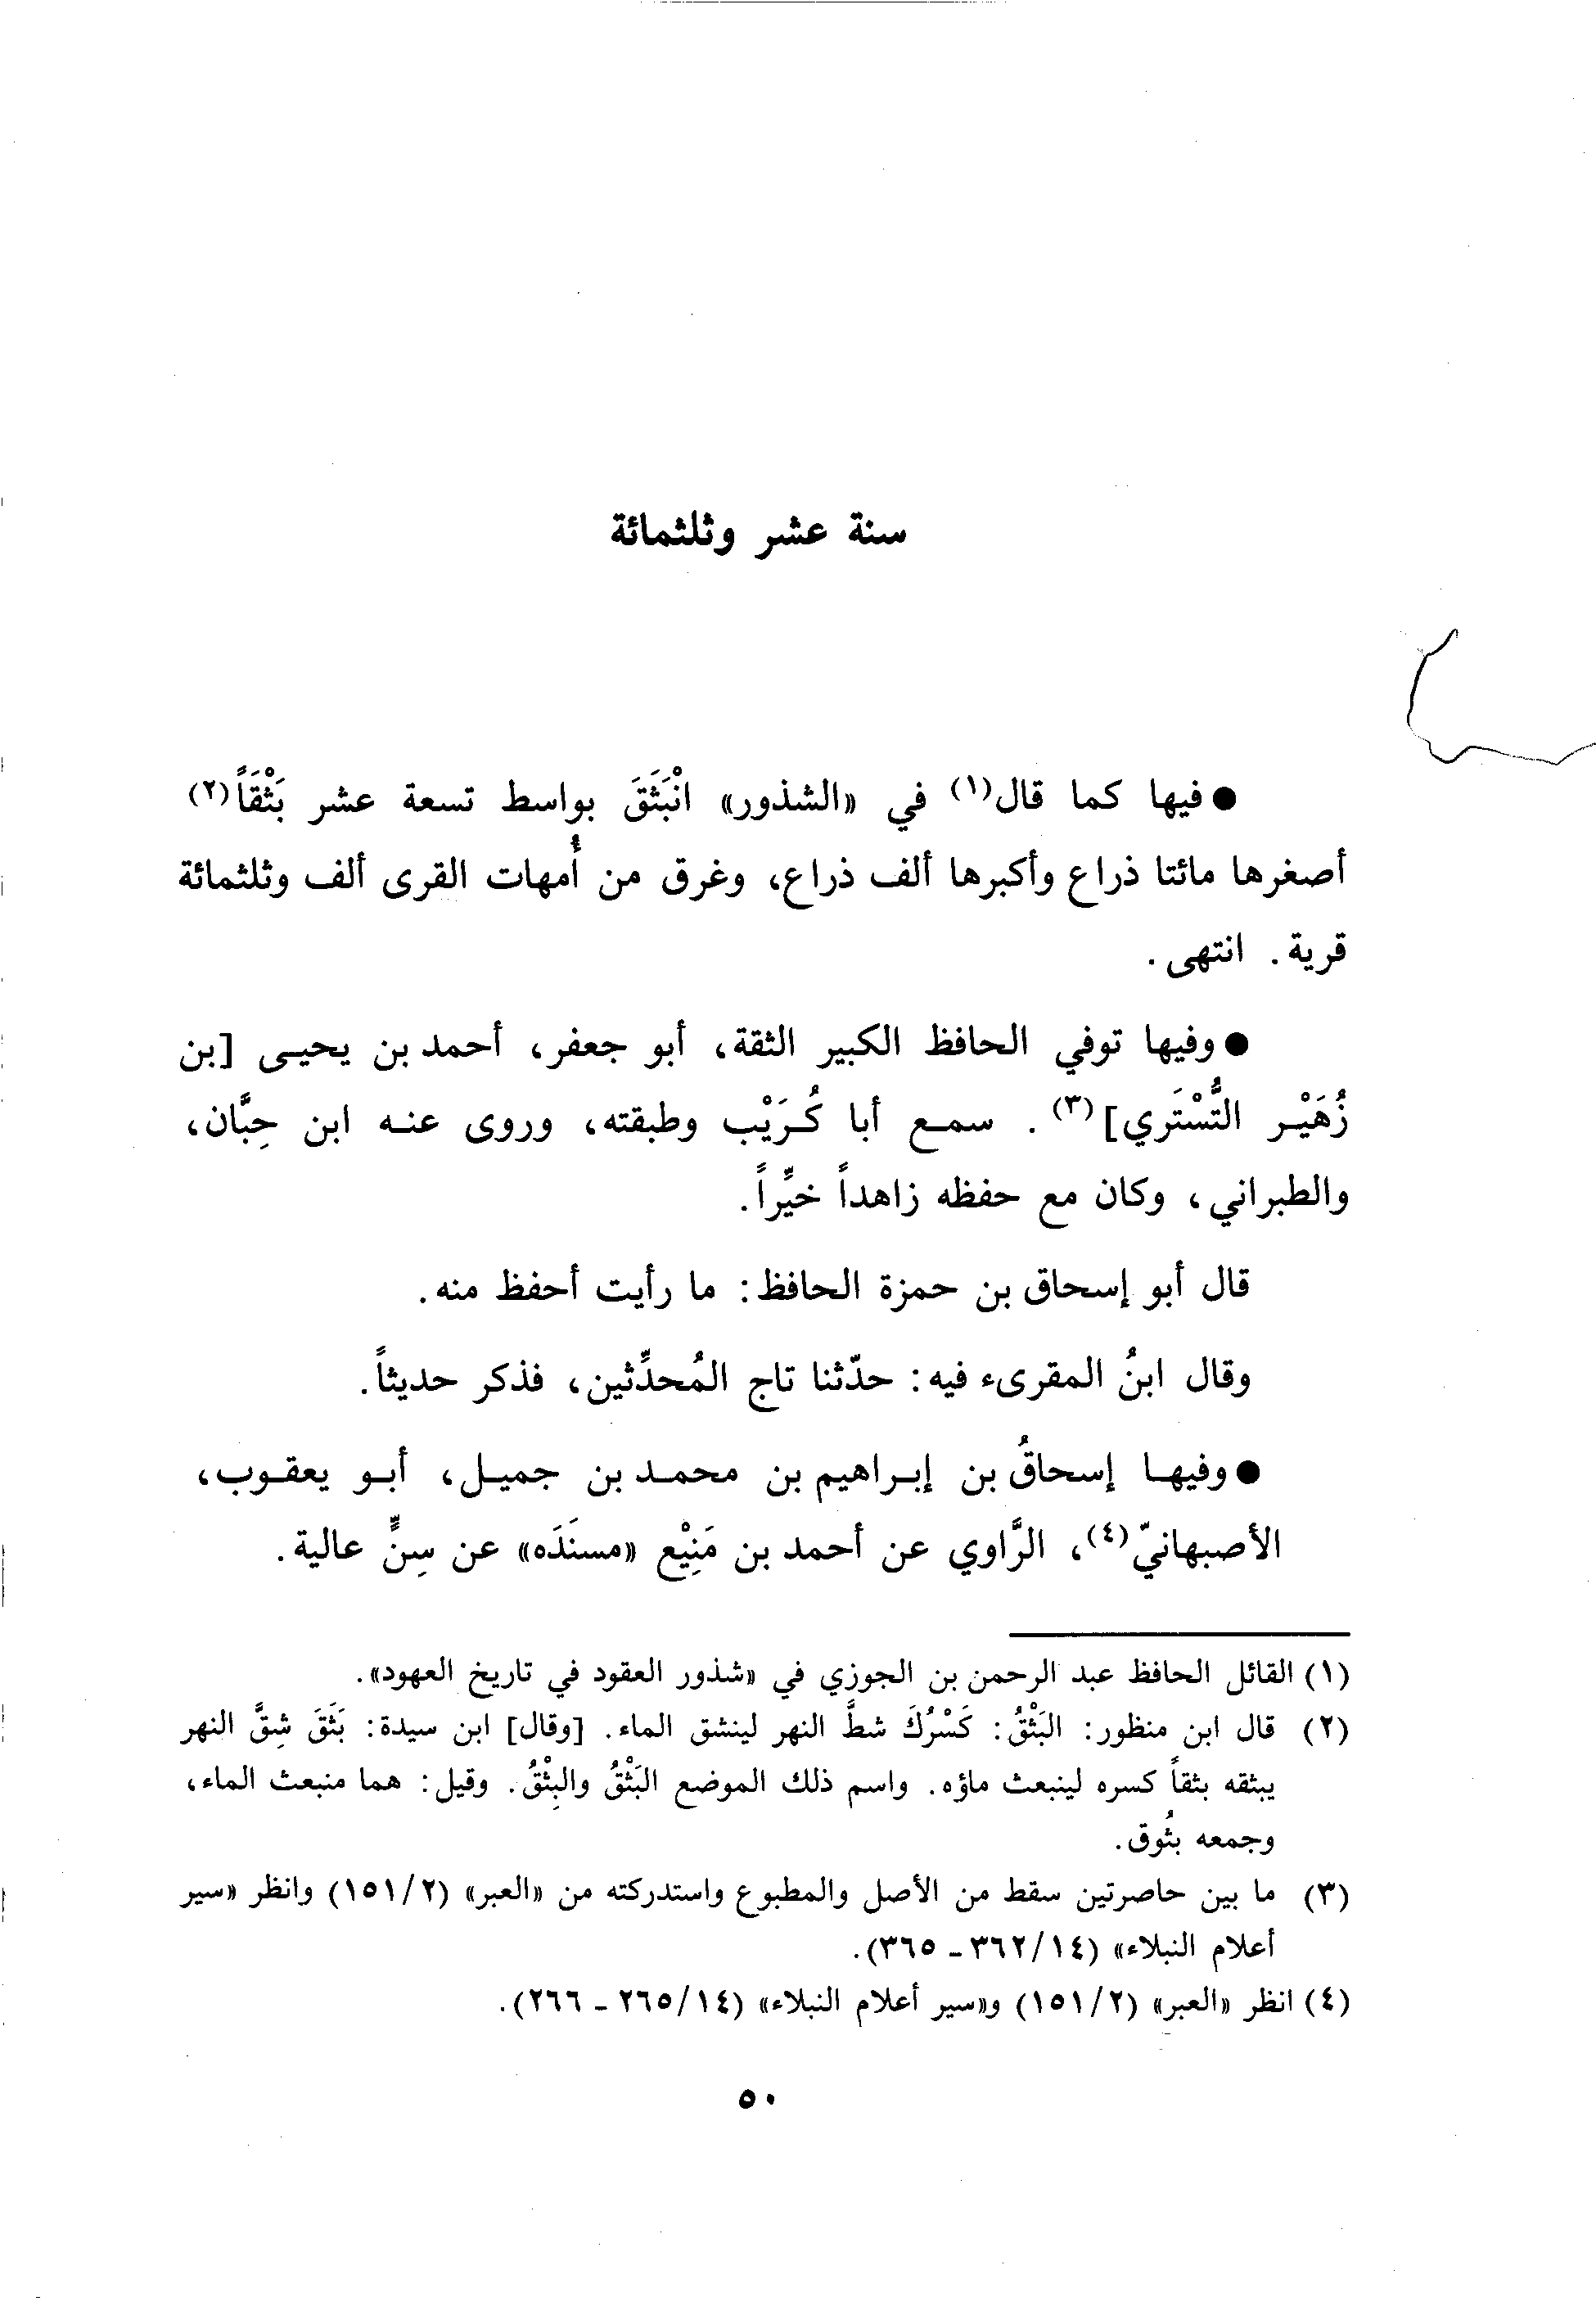 سنة عشر وثلثمائة
● فيها كما قال(١) في «الشذور» انْبَثَقَ بواسط تسعة عشر بَثْقَاً(٢)
أصغرها مائتا ذراع وأكبرها ألف ذراع، وغرق من أُمهات القرى ألف وثلثمائة
قرية. انتهى.
● وفيها توفي الحافظ الكبير الثقة، أبو جعفر، أحمد بن يحيى [بن
زُهَيْر التُّسْتَري](٣). سمع أبا كُرَيْب وطبقته، وروى عنه ابن حِبَّان،
والطبراني، وكان مع حفظه زاهداً خيِّراً.
قال أبو إسحاق بن حمزة الحافظ: ما رأيت أحفظ منه.
وقال ابنُ المقرىء فيه: حدّثنا تاج المُحدِّثين، فذكر حديثاً.
● وفيها إسحاقُ بن إبراهيم بن محمد بن جميل، أبو يعقوب،
الأصبهانيّ(٤)، الرَّاوي عن أحمد بن مَنِيْع «مسنَدَه» عن سِنٍّ عالية.
(١) القائل الحافظ عبد الرحمن بن الجوزي في «شذور العقود في تاريخ العهود».
(٢) قال ابن منظور: البَثْقُ: كَسْرُكَ شطَّ النهر لينشق الماء. [وقال] ابن سيدة: بَثَقَ شِقَّ النهر
يبثقه بثقاً كسره لينبعث ماؤه. واسم ذلك الموضع البَثْقُ والبِثْقُ. وقيل: هما منبعث الماء،
وجمعه بثُوق.
(٣) ما بين حاصرتين سقط من الأصل والمطبوع واستدركته من «العبر» (٢/١٥١) وانظر «سير
أعلام النبلاء» (١٤/٣٦٢ - ٣٦٥).
(٤) انظر «العبر» (٢/١٥١) و«سير أعلام النبلاء» (١٤/٢٦٥ - ٢٦٦).
٥٠